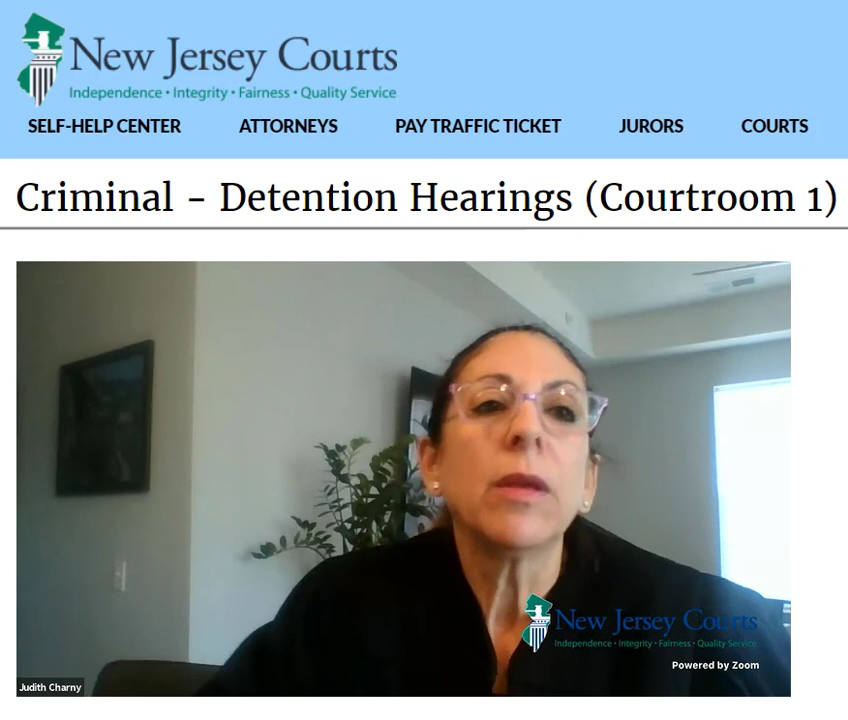 New Jersey Courts
Independence • Integrity • Fairness • Quality Service
SELF-HELP CENTER ATTORNEYS PAY TRAFFIC TICKET JURORS COURTS
Criminal - Detention Hearings (Courtroom 1)
New Jersey Courts
Independence • Integrity • Fairness • Quality Service
Powered by Zoom
Judith Charny